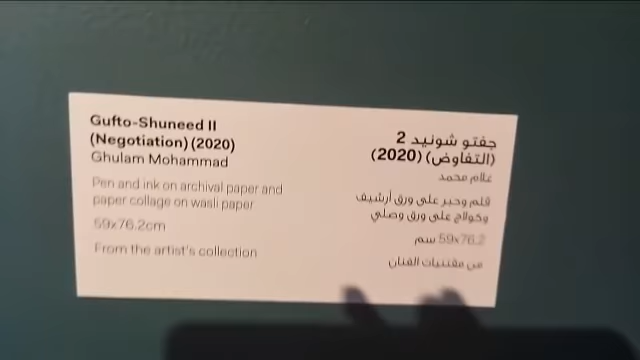 Gufto-Shuneed II
(Negotiation) (2020)
Ghulam Mohammad
Pen and ink on archival paper and
paper collage on wasli paper
59x76.2cm
From the artist's collection
جفتو شونيد 2
(التفاوض) (2020)
غلام محمد
قلم وحبر على ورق أرشيف
وكولاج على ورق وصلي
59x76.2 سم
من مقتنيات الفنان